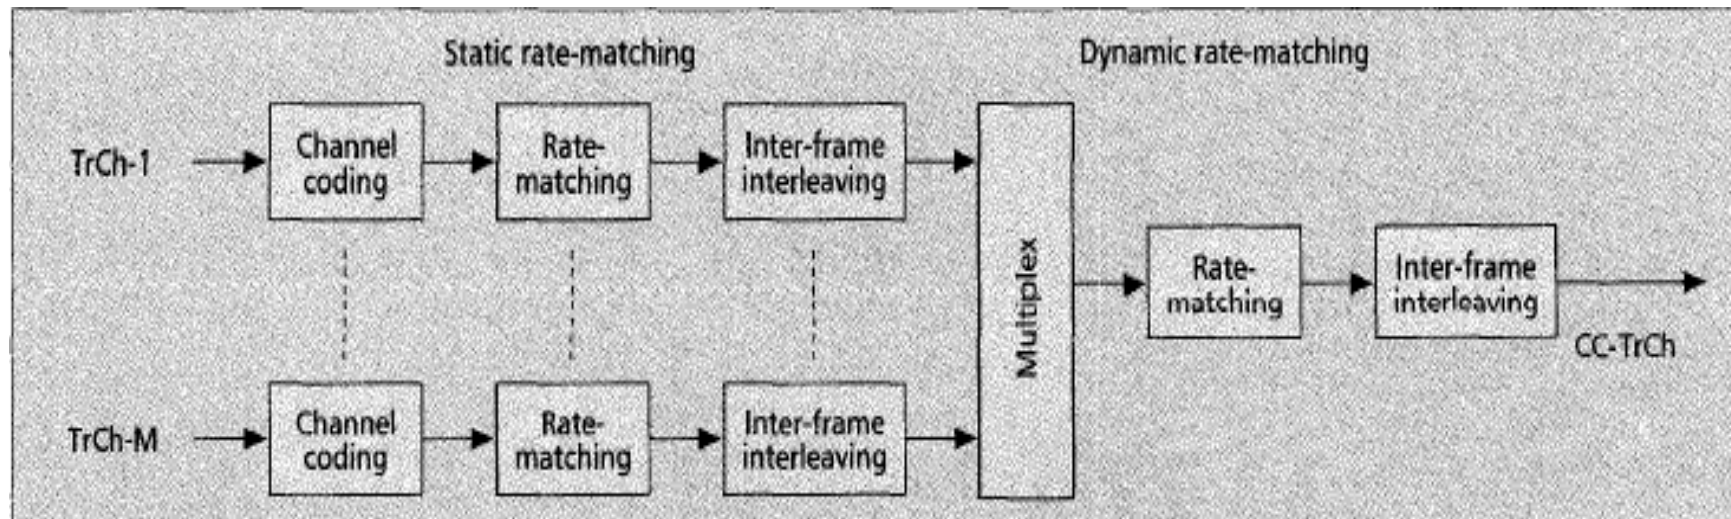 Static rate-matching
Dynamic rate-matching
TrCh-1
Channel
coding
Rate-
matching
Inter-frame
interleaving
Multiplex
Rate-
matching
Inter-frame
interleaving
CC-TrCh
TrCh-M
Channel
coding
Rate-
matching
Inter-frame
interleaving